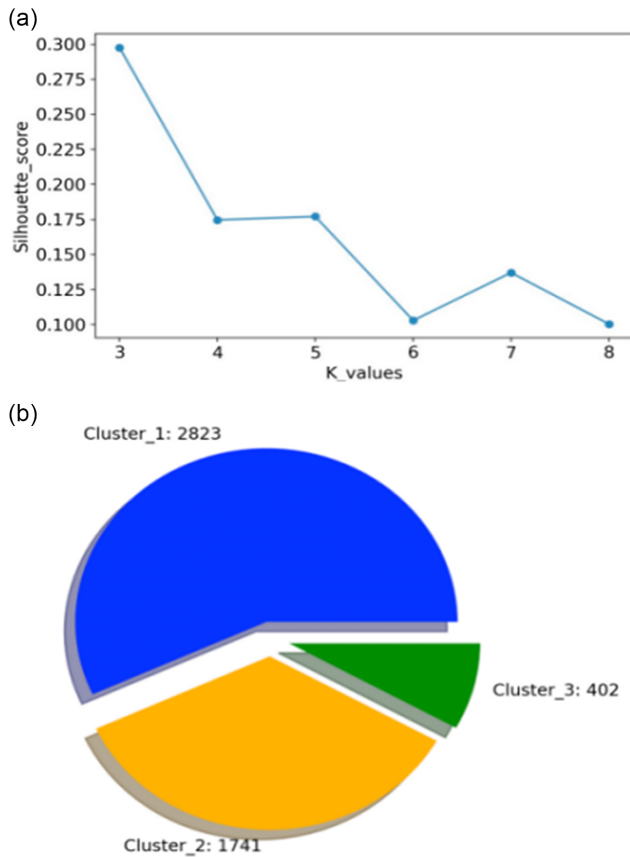 (a)
0.300
0.275
0.250
0.225
0.200
0.175
0.150
0.125
0.100
Silhouette_score
3 4 5 6 7 8
K_values
(b)
Cluster_1: 2823
Cluster_3: 402
Cluster_2: 1741